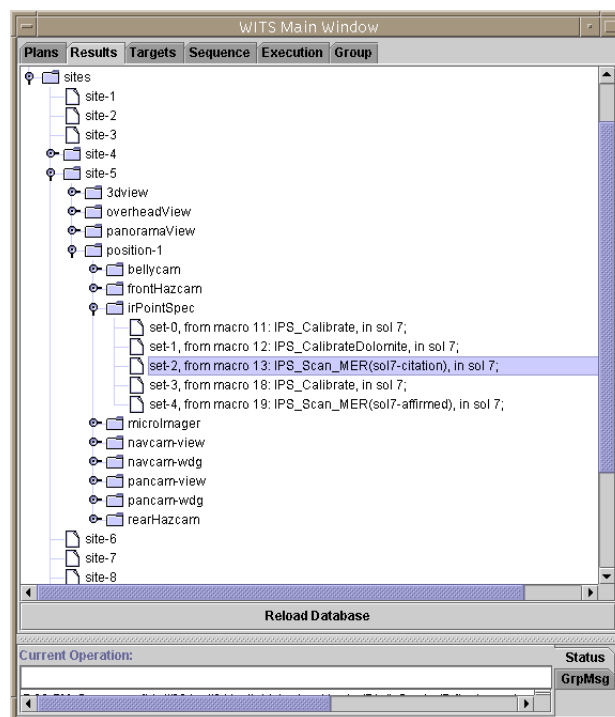 WITS Main Window
Plans Results Targets Sequence Execution Group
sites
site-1
site-2
site-3
site-4
site-5
3dview
overheadView
panoramaView
position-1
bellycam
frontHazcam
irPointSpec
set-0, from macro 11: IPS_Calibrate, in sol 7;
set-1, from macro 12: IPS_CalibrateDolomite, in sol 7;
set-2, from macro 13: IPS_Scan_MER(sol7-citation), in sol 7;
set-3, from macro 18: IPS_Calibrate, in sol 7;
set-4, from macro 19: IPS_Scan_MER(sol7-affirmed), in sol 7;
microImager
navcam-view
navcam-wdg
pancam-view
pancam-wdg
rearHazcam
site-6
site-7
site-8
Reload Database
Current Operation:
Status
GrpMsg